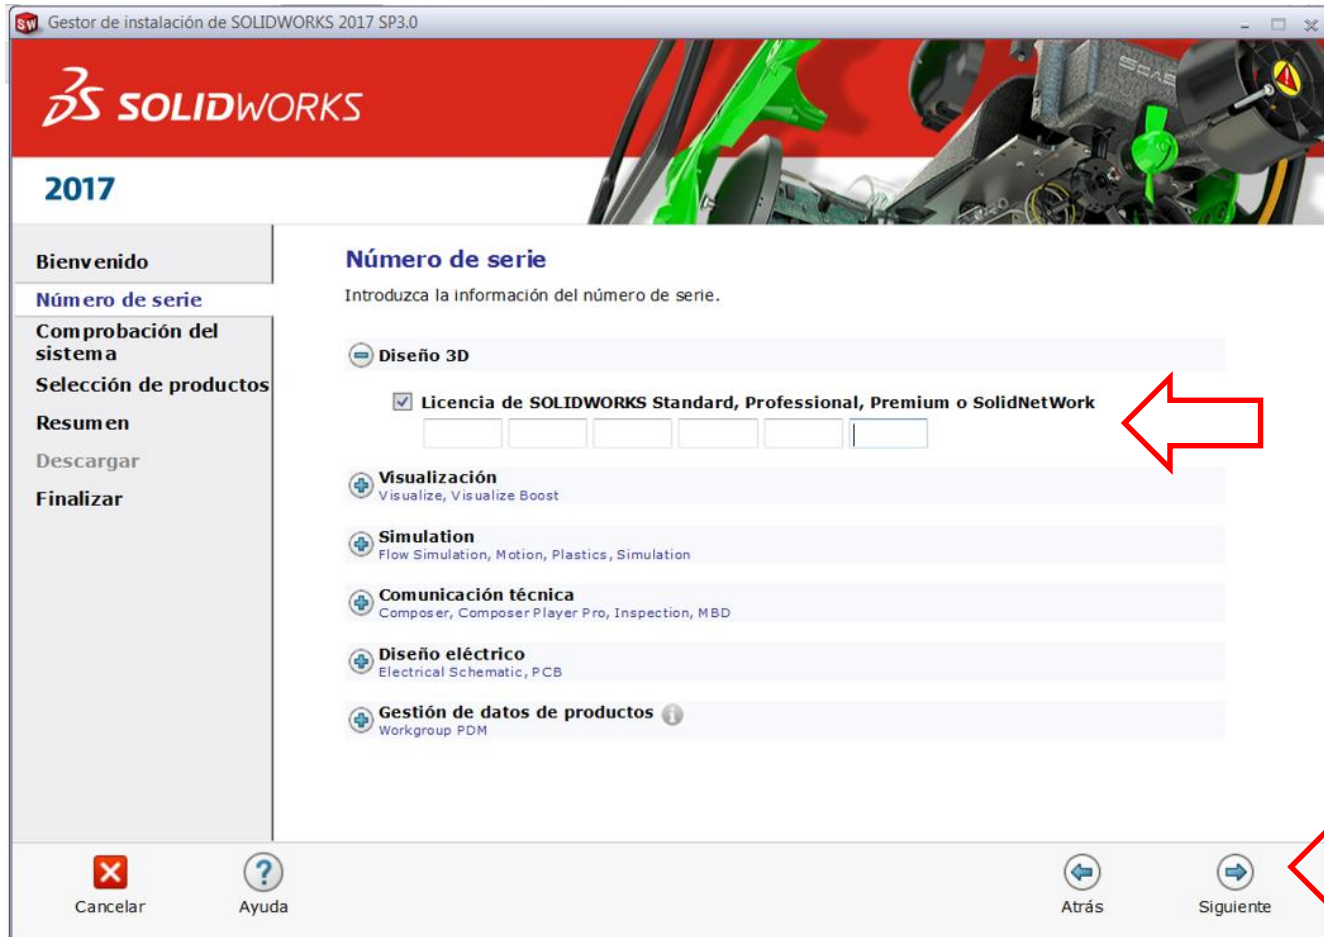 Gestor de instalación de SOLIDWORKS 2017 SP3.0
SOLIDWORKS
2017
Bienvenido
Número de serie
Comprobación del
sistema
Selección de productos
Resumen
Descargar
Finalizar
Número de serie
Introduzca la información del número de serie.
Diseño 3D
Licencia de SOLIDWORKS Standard, Professional, Premium o SolidNetWork
Visualización
Visualize, Visualize Boost
Simulation
Flow Simulation, Motion, Plastics, Simulation
Comunicación técnica
Composer, Composer Player Pro, Inspection, MBD
Diseño eléctrico
Electrical Schematic, PCB
Gestión de datos de productos
Workgroup PDM
Cancelar
Ayuda
Atrás
Siguiente